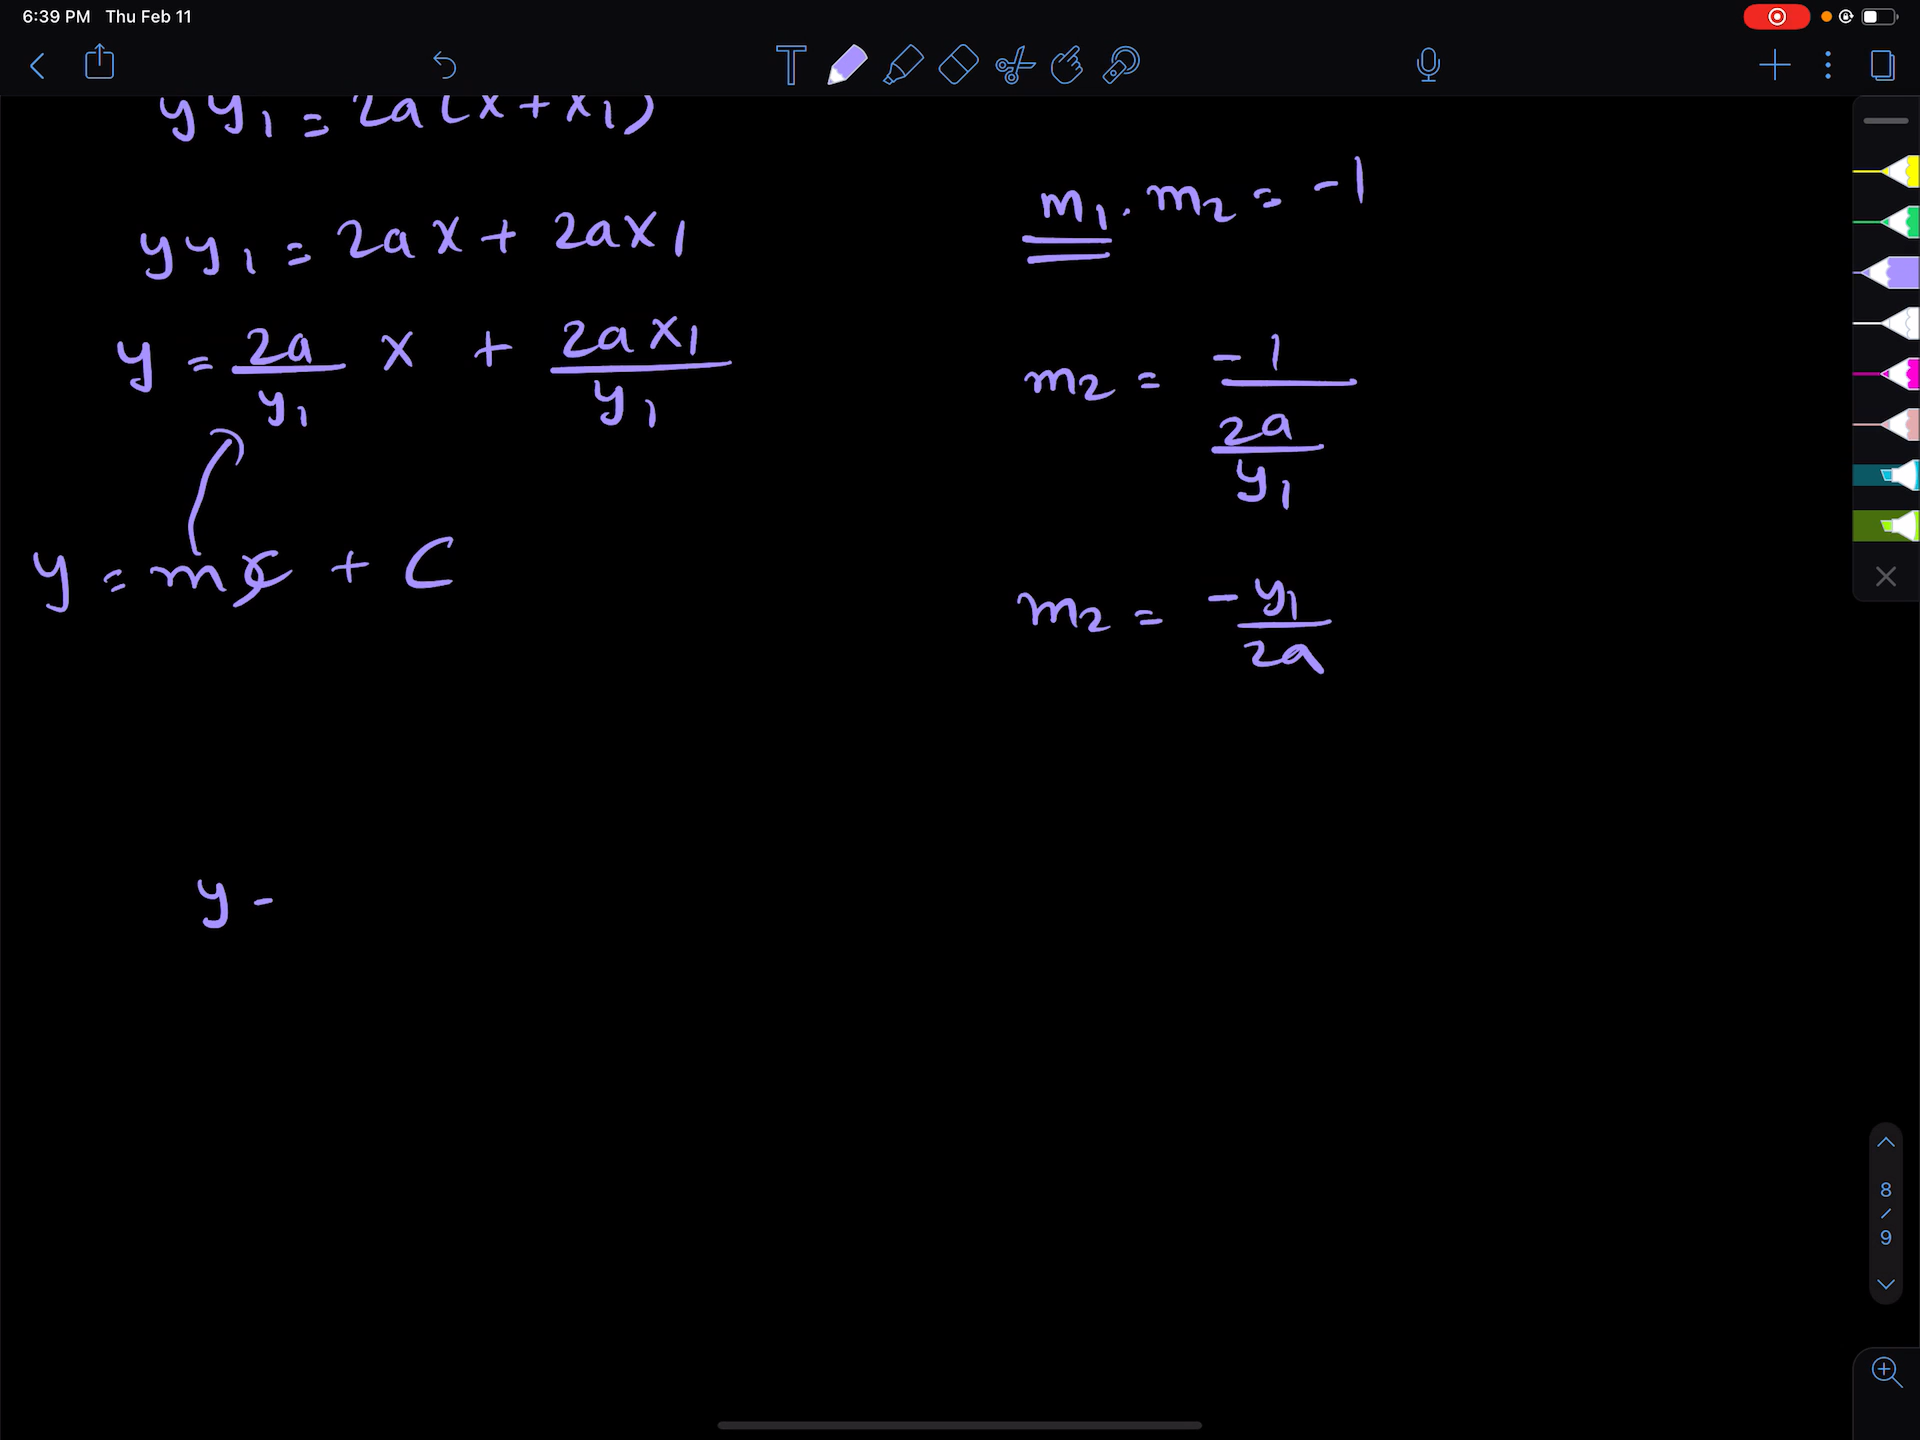 6:39 PM Thu Feb 11
T
yy₁ = 2a(x+x₁)
yy₁ = 2ax + 2ax₁
y = 2a/y₁ x + 2ax₁/y₁
y = mx + C
y -
m₁ . m₂ = -1
m₂ = -1/(2a/y₁)
m₂ = -y₁/2a
8
/
9